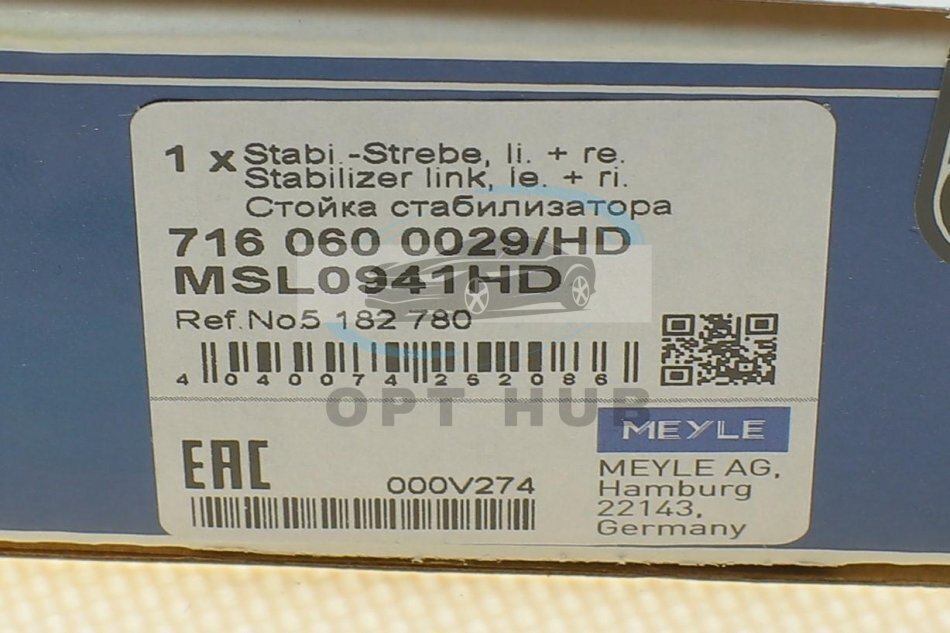 1 x Stabi.-Strebe, li. + re.
Stabilizer link, le. + ri.
Стойка стабилизатора
716 060 0029/HD
MSL0941HD
Ref.No5 182 780
4 040074 262086
OPT HUB
EAC
000V274
MEYLE
MEYLE AG,
Hamburg
22143,
Germany